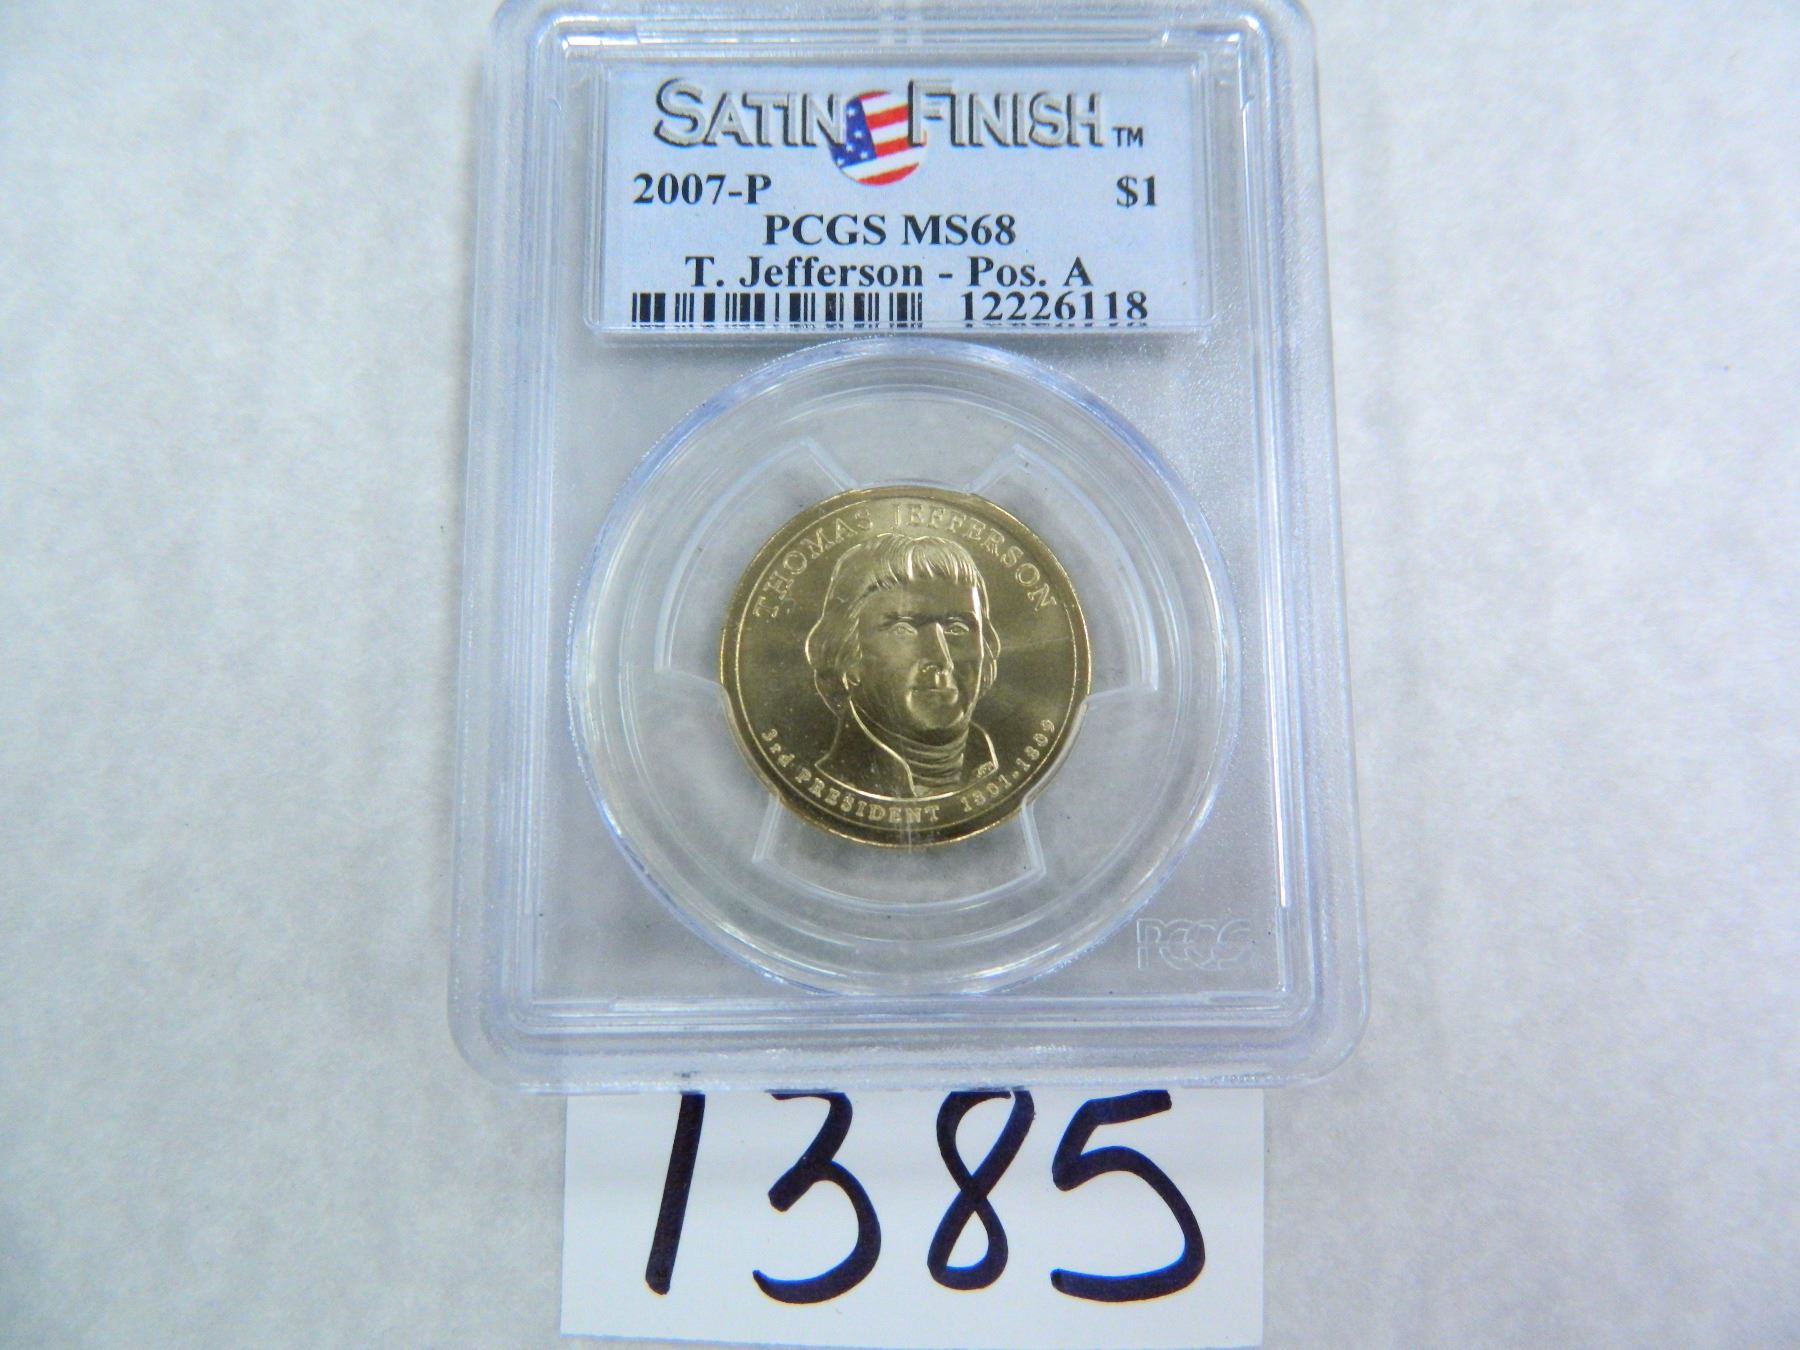 SATIN FINISH™
2007-P $1
PCGS MS68
T. Jefferson - Pos. A
12226118
THOMAS JEFFERSON
3rd PRESIDENT 1801-1809
PCGS
1385